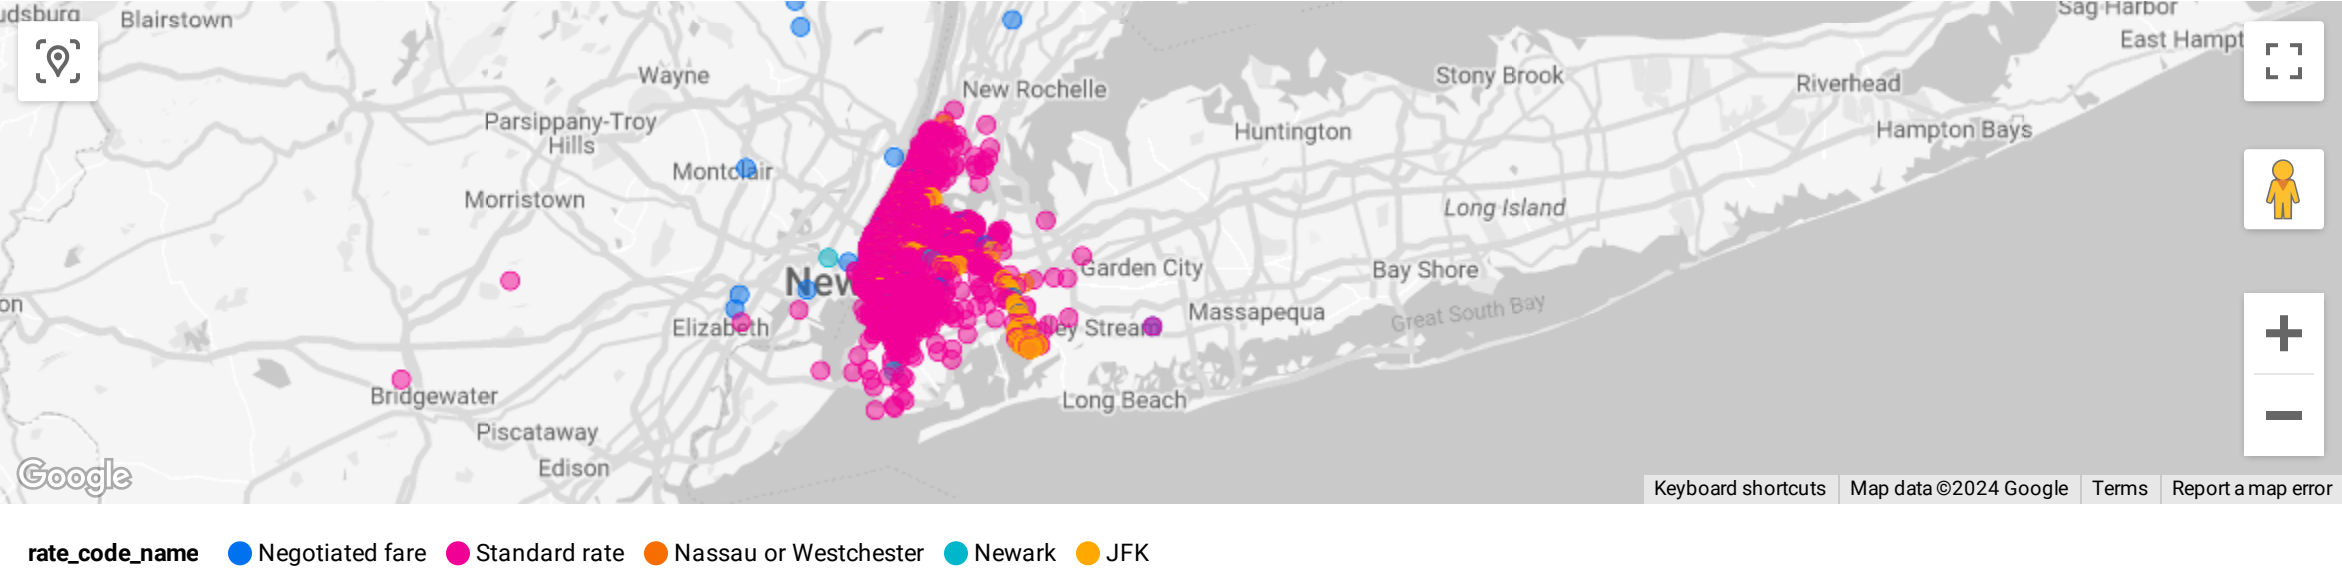 udsburg
Blairstown
Sag Harbor
East Hampt
Wayne
New Rochelle
Stony Brook
Riverhead
Parsippany-Troy
Hills
Huntington
Hampton Bays
Montclair
Morristown
Long Island
New
Garden City
Bay Shore
on
Elizabeth
ley Stream
Massapequa
Great South Bay
Bridgewater
Long Beach
Piscataway
Edison
Google
Keyboard shortcuts
Map data ©2024 Google
Terms
Report a map error
rate_code_name Negotiated fare Standard rate Nassau or Westchester Newark JFK